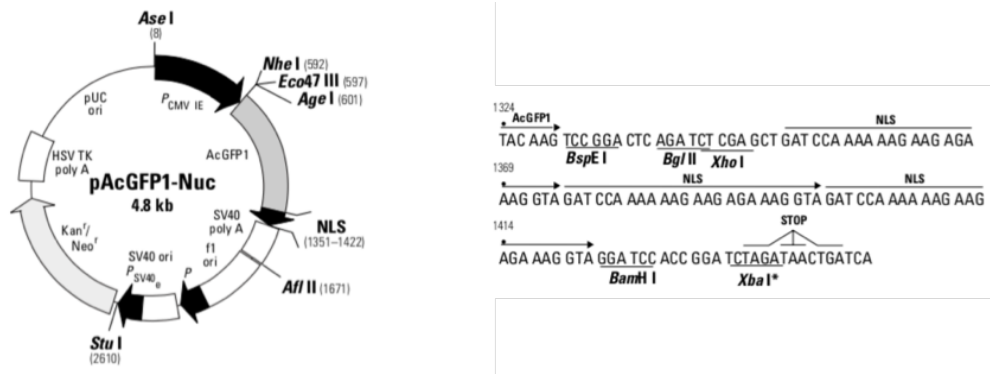 Ase I
(8)
Nhe I (592)
Eco47 III (597)
Age I (601)
pUC
ori
PCMV IE
HSV TK
poly A
AcGFP1
pAcGFP1-Nuc
4.8 kb
SV40
poly A
NLS
(1351–1422)
Kanr/
Neor
SV40 ori
f1
ori
PSV40e
P
Afl II (1671)
Stu I
(2610)
1324
AcGFP1
NLS
TAC AAG TCC GGA CTC AGA TCT CGA GCT GAT CCA AAA AAG AAG AGA
BspE I
Bgl II
Xho I
1369
NLS
NLS
AAG GTA GAT CCA AAA AAG AAG AGA AAG GTA GAT CCA AAA AAG AAG
1414
STOP
AGA AAG GTA GGA TCC ACC GGA TCTAGATAACTGATCA
BamH I
Xba I*